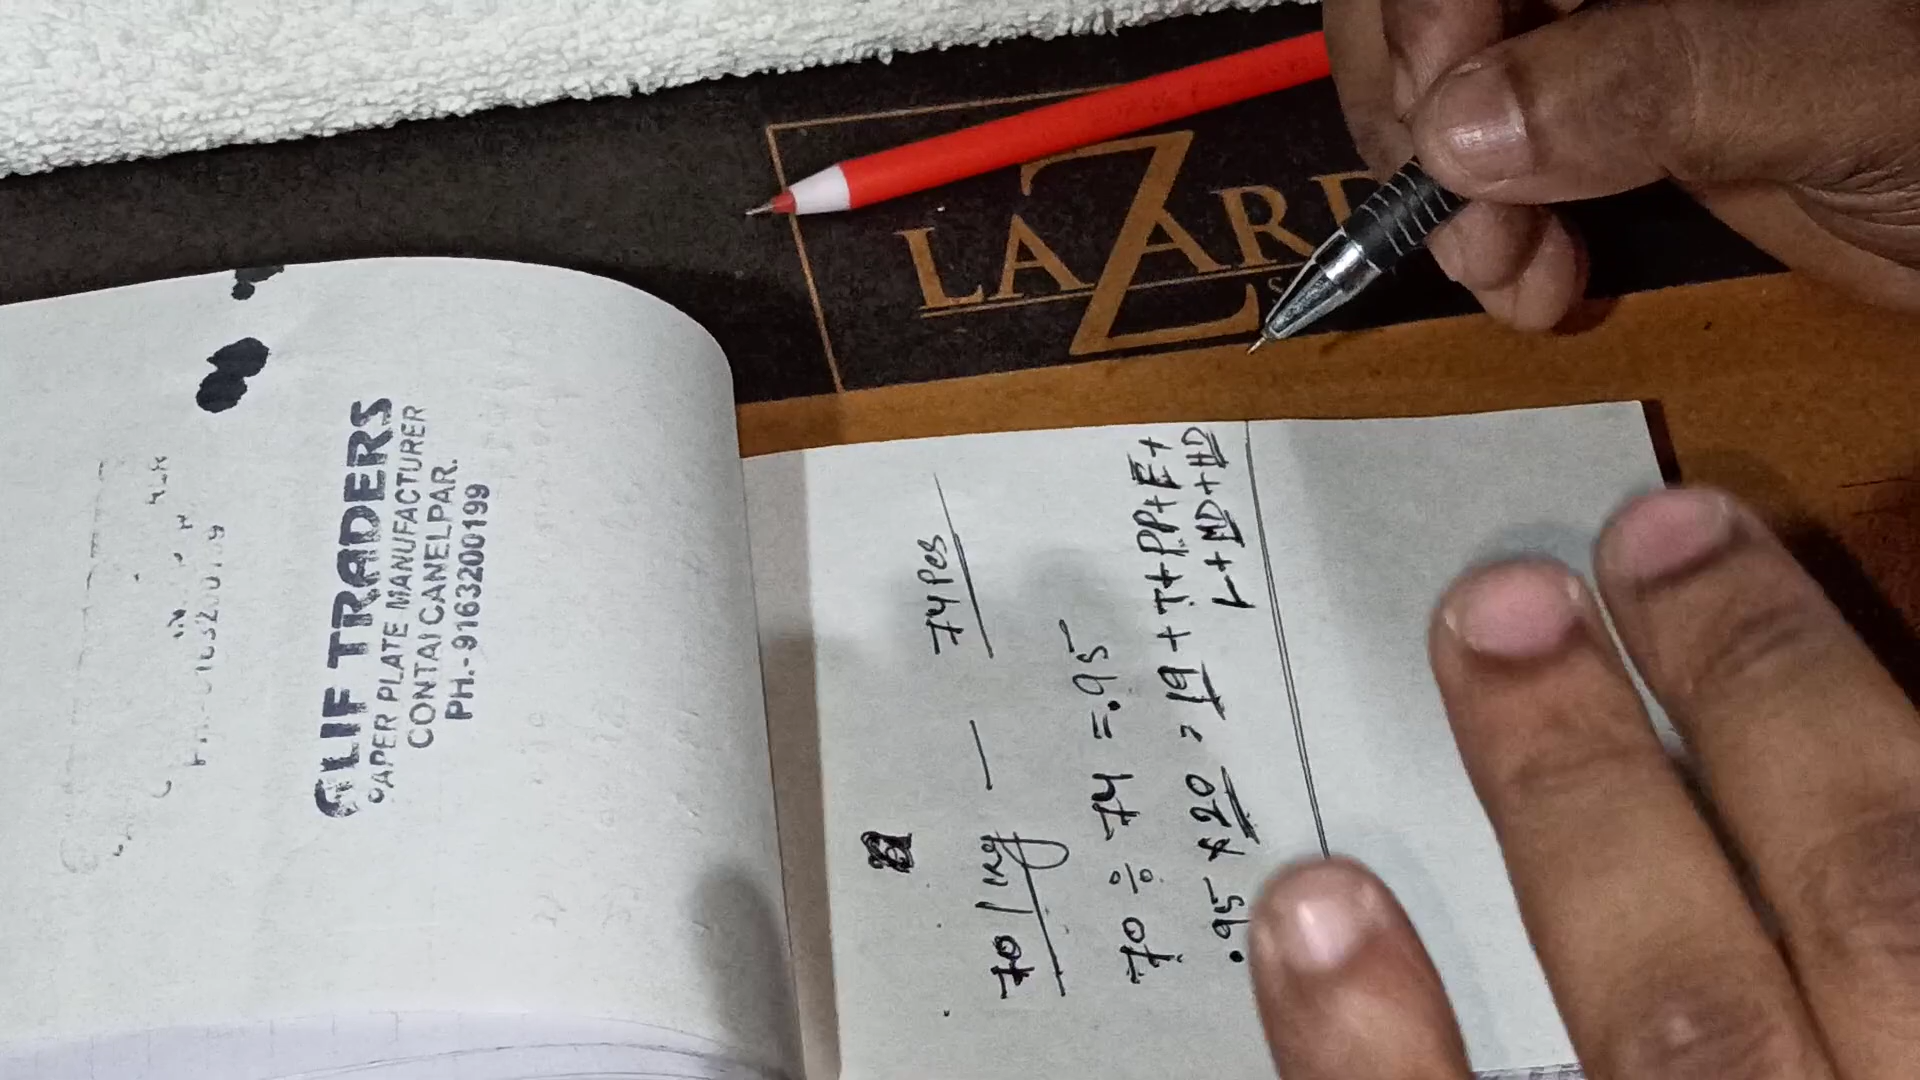 LAZARD
ALIF TRADERS
PAPER PLATE MANUFACTURER
CONTAI CANELPAR.
PH.-9163200199
70/kg — 74 Pcs
70 ÷ 74 = .95
.95 x 20 = 19 + T + PP + E +
L + MD + HD